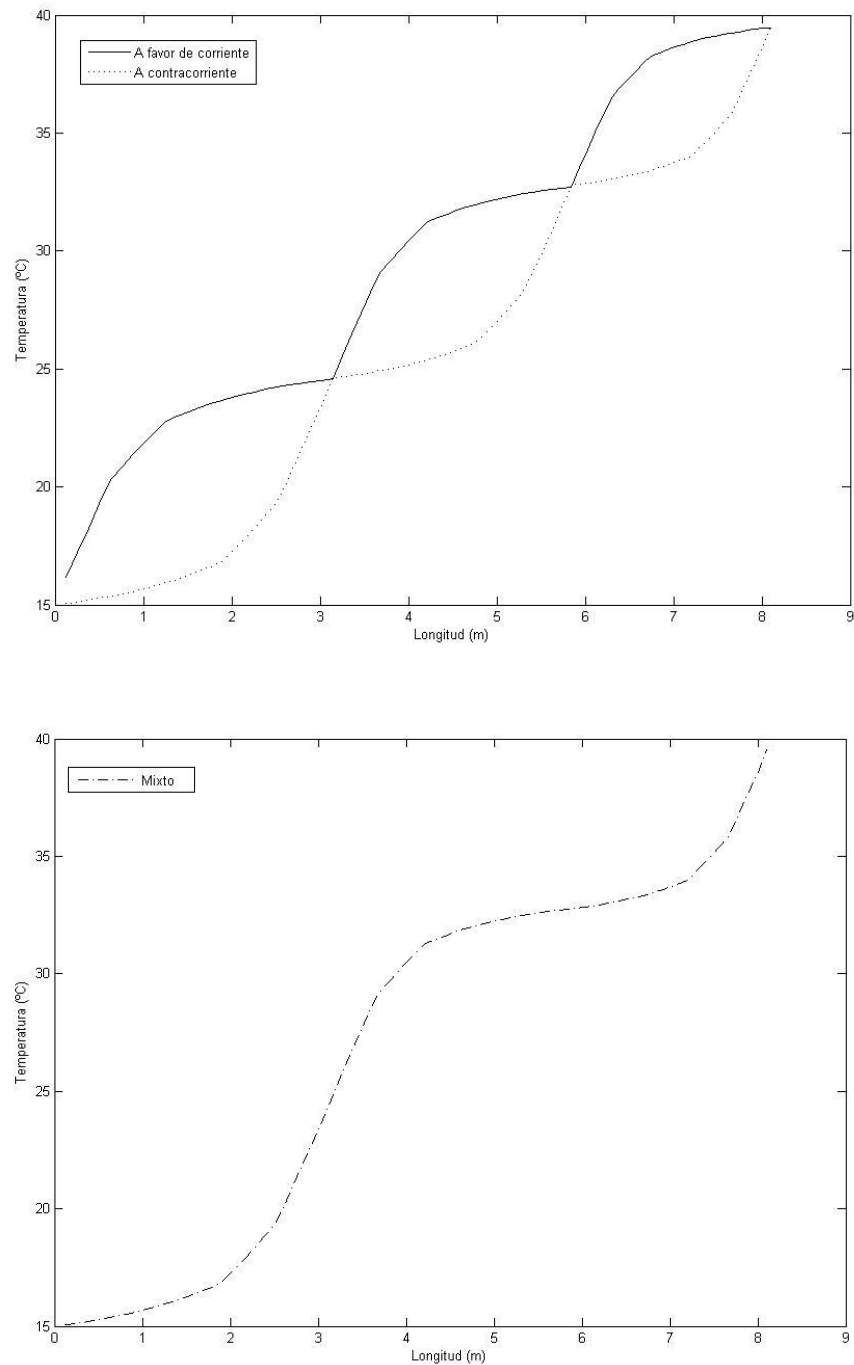 40
A favor de corriente
A contracorriente
35
30
Temperatura (ºC)
25
20
15
0 1 2 3 4 5 6 7 8 9
Longitud (m)
40
Mixto
35
30
Temperatura (ºC)
25
20
15
0 1 2 3 4 5 6 7 8 9
Longitud (m)